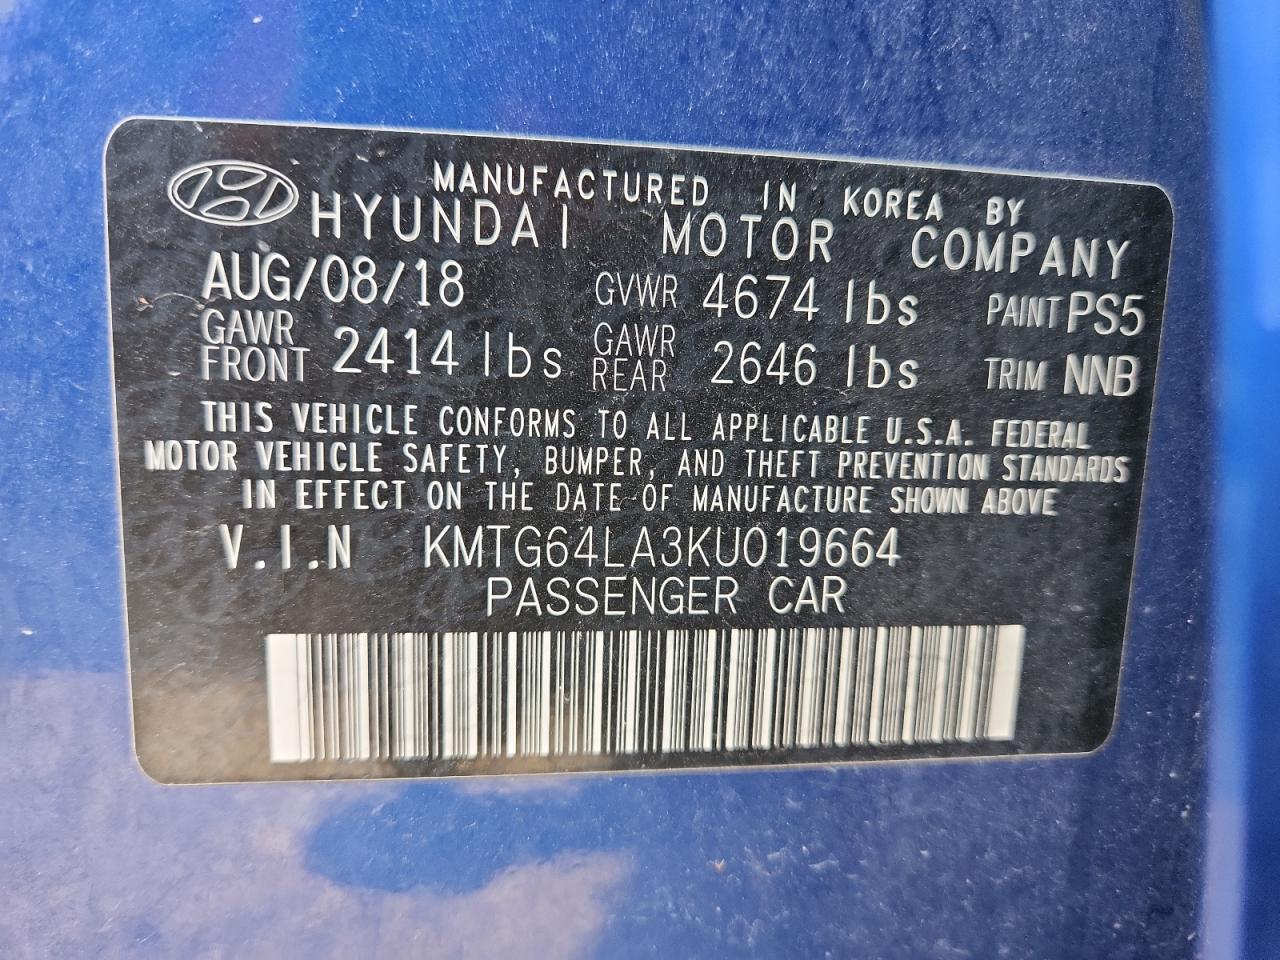 MANUFACTURED IN KOREA BY
HYUNDAI MOTOR COMPANY
AUG/08/18 GVWR 4674 lbs PAINT PS5
GAWR FRONT 2414 lbs GAWR REAR 2646 lbs TRIM NNB
THIS VEHICLE CONFORMS TO ALL APPLICABLE U.S.A. FEDERAL
MOTOR VEHICLE SAFETY, BUMPER, AND THEFT PREVENTION STANDARDS
IN EFFECT ON THE DATE OF MANUFACTURE SHOWN ABOVE
V.I.N KMTG64LA3KU019664
PASSENGER CAR